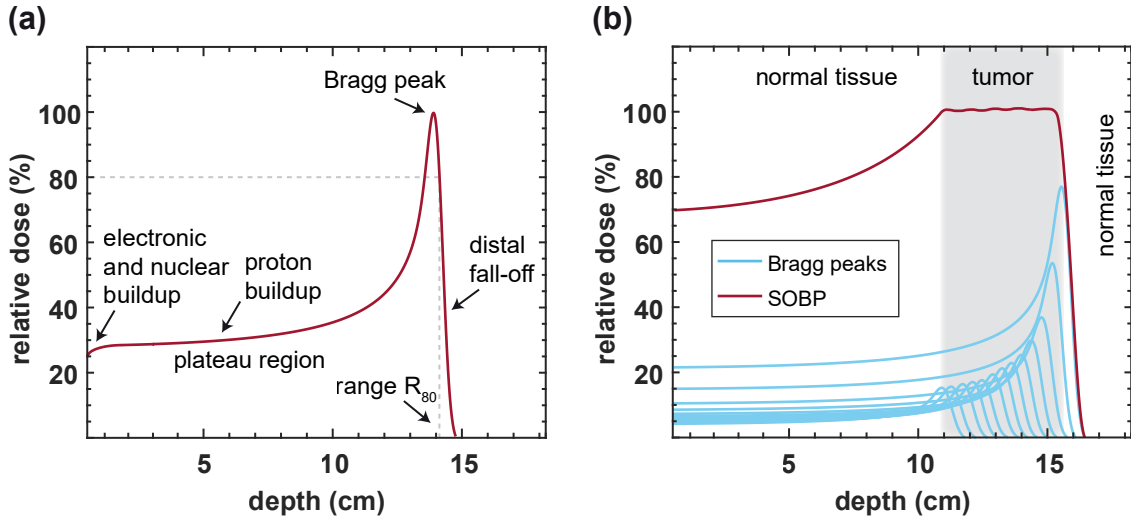 (a)
relative dose (%)
100
80
60
40
20
5
10
15
depth (cm)
Bragg peak
electronic
and nuclear
buildup
proton
buildup
plateau region
distal
fall-off
range R80
(b)
relative dose (%)
100
80
60
40
20
5
10
15
depth (cm)
normal tissue
tumor
normal tissue
Bragg peaks
SOBP